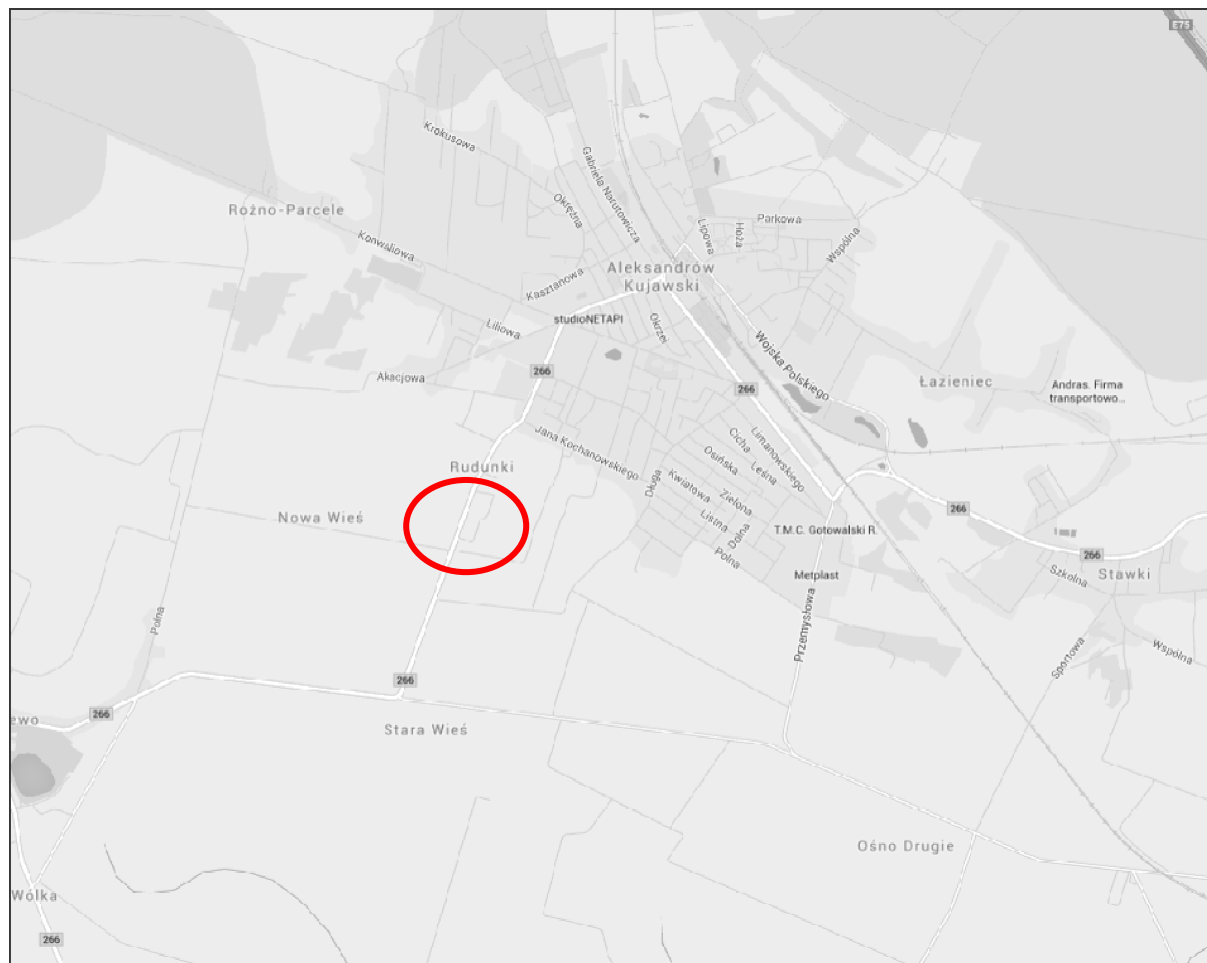 E75
Krokusowa
Gabriela Narutowicza
Okrężna
Różno-Parcele
Parkowa
Lipowa
Hoża
Wspólna
Konwaliowa
Aleksandrów
Kujawski
Kasztanowa
studioNETAPI
Liliowa
Okrzei
Wojska Polskiego
266
Akacjowa
266
Łazieniec
Andras. Firma
transportowo...
Jana Kochanowskiego
Cicha
Limanowskiego
Osińska
Leśna
Rudunki
Długa
Kwiatowa
Zielona
Listna
Dolna
Nowa Wieś
266
T.M.C. Gotowalski R.
Polna
266
Metplast
Szkolna
Stawki
Polna
Przemysłowa
Sportowa
Wspólna
266
266
ewo
Stara Wieś
Ośno Drugie
Wólka
266